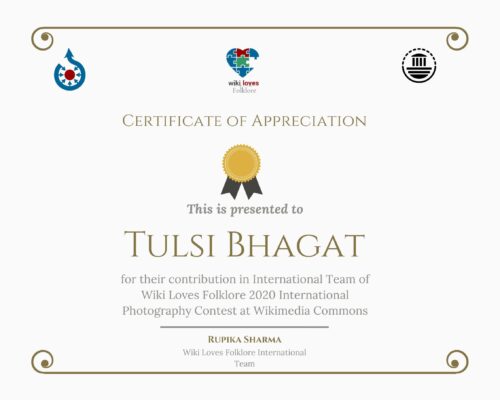 wiki loves
Folklore
Certificate of Appreciation
This is presented to
Tulsi Bhagat
for their contribution in International Team of
Wiki Loves Folklore 2020 International
Photography Contest at Wikimedia Commons
Rupika Sharma
Wiki Loves Folklore International
Team